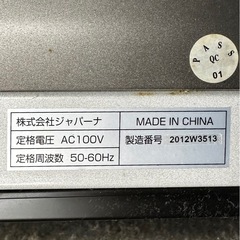 PASS
QC
01
株式会社ジャパーナ
MADE IN CHINA
定格電圧 AC100V
製造番号 2012W3513
定格周波数 50-60Hz